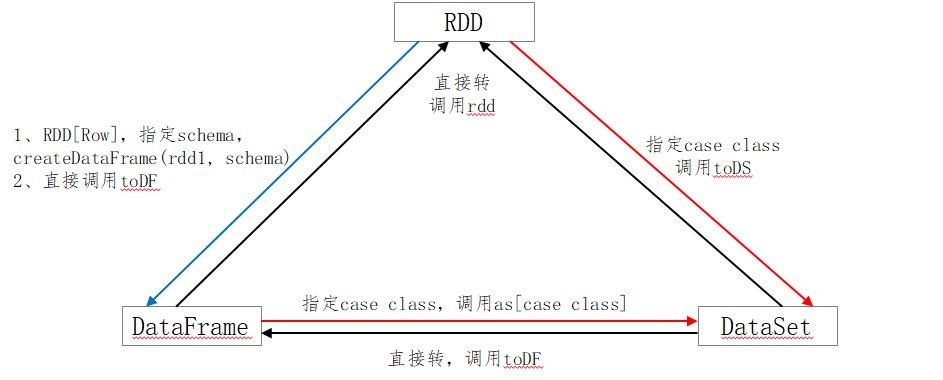 RDD
直接转
调用rdd
1、RDD[Row], 指定schema,
createDataFrame(rdd1, schema)
2、直接调用toDF
指定case class
调用toDS
指定case class, 调用as[case class]
DataFrame
DataSet
直接转, 调用toDF